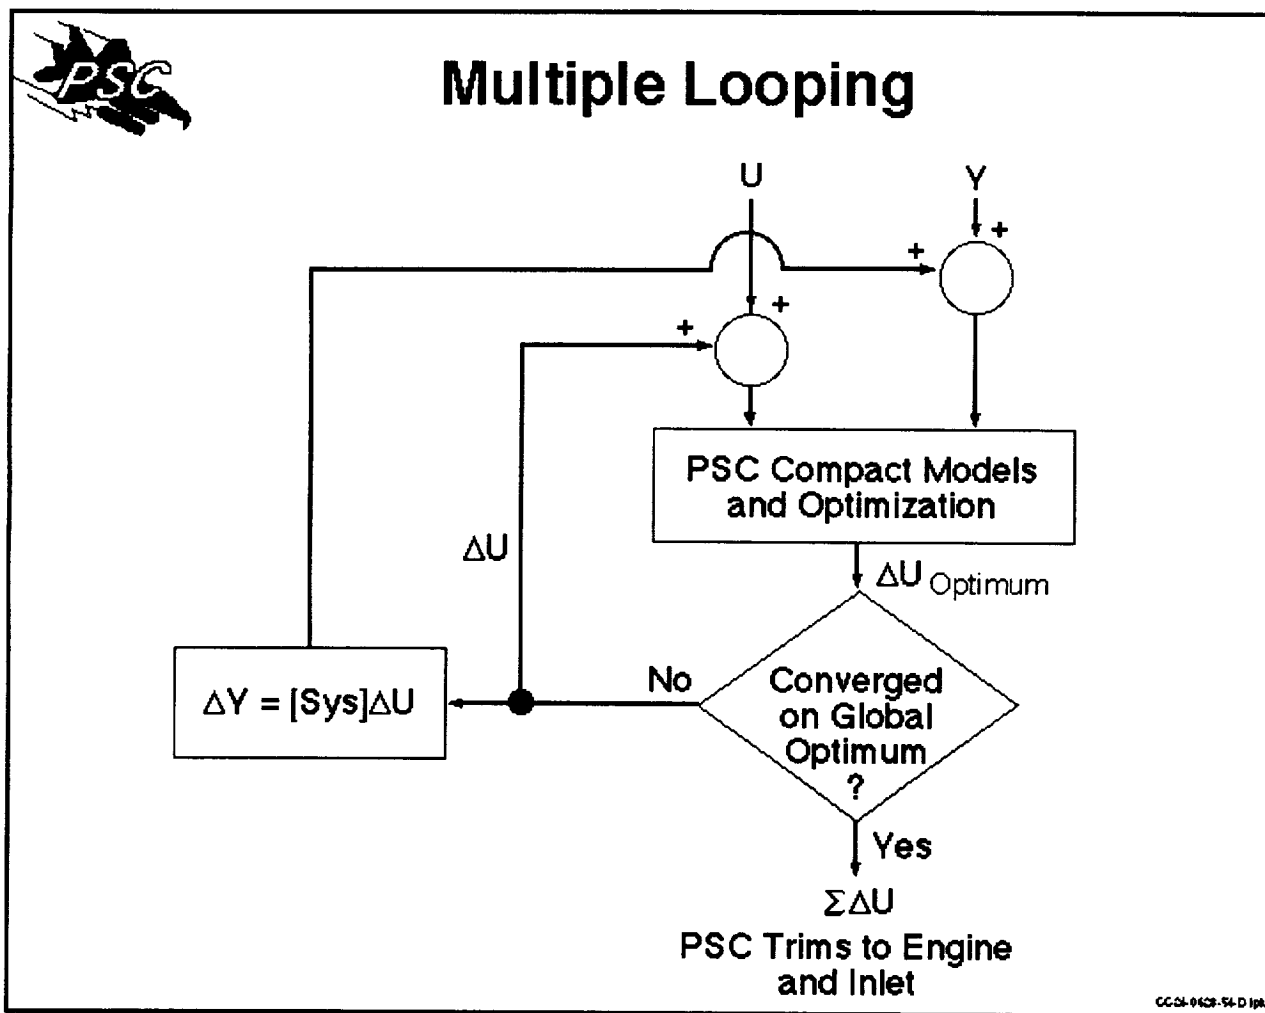 PSC
Multiple Looping
U
Y
+
+
+
+
PSC Compact Models
and Optimization
ΔU
ΔU Optimum
ΔY = [Sys]ΔU
No
Converged
on Global
Optimum
?
Yes
ΣΔU
PSC Trims to Engine
and Inlet